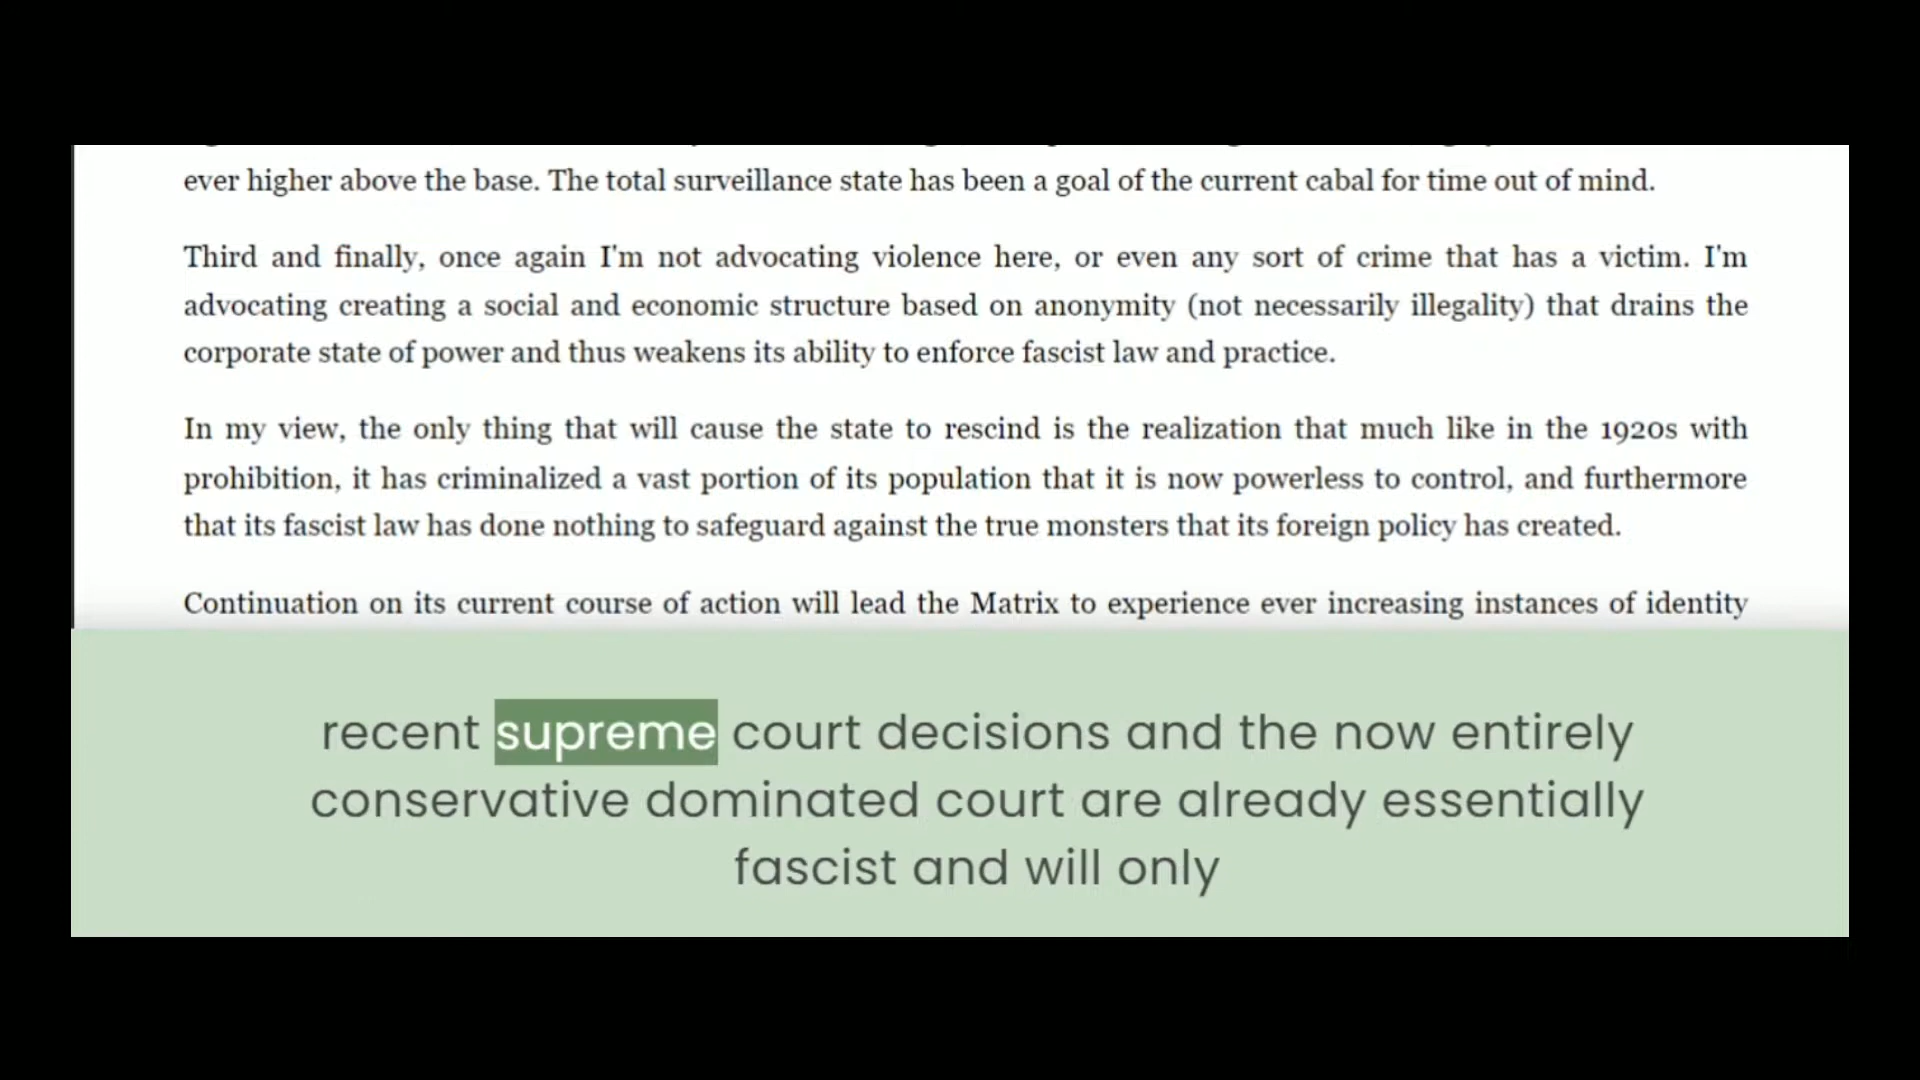 ever higher above the base. The total surveillance state has been a goal of the current cabal for time out of mind.
Third and finally, once again I'm not advocating violence here, or even any sort of crime that has a victim. I'm
advocating creating a social and economic structure based on anonymity (not necessarily illegality) that drains the
corporate state of power and thus weakens its ability to enforce fascist law and practice.
In my view, the only thing that will cause the state to rescind is the realization that much like in the 1920s with
prohibition, it has criminalized a vast portion of its population that it is now powerless to control, and furthermore
that its fascist law has done nothing to safeguard against the true monsters that its foreign policy has created.
Continuation on its current course of action will lead the Matrix to experience ever increasing instances of identity
recent supreme court decisions and the now entirely
conservative dominated court are already essentially
fascist and will only